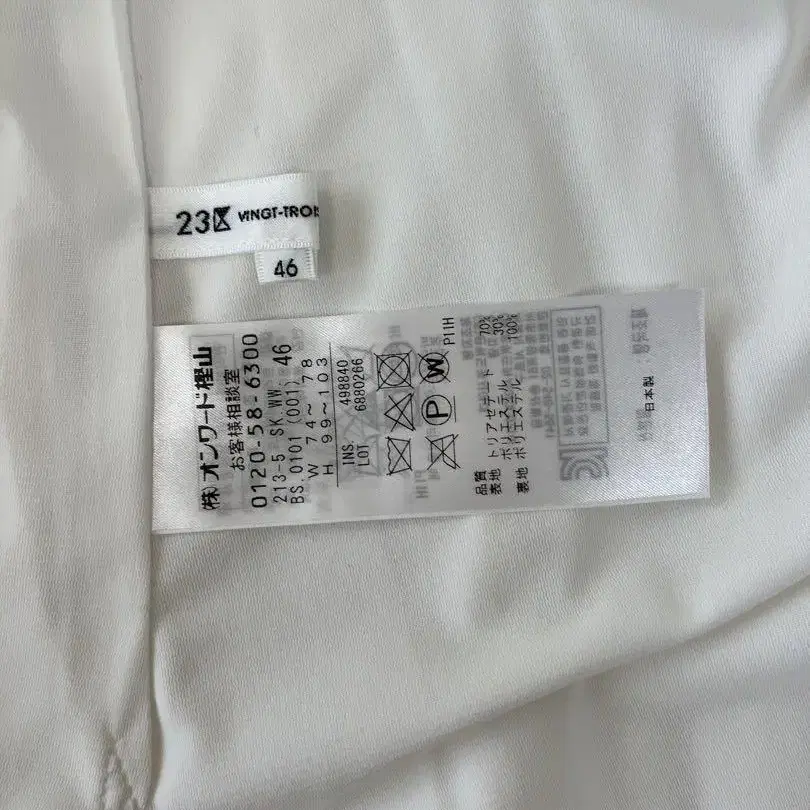 23区 VINGT-TROIS
46
(株)オンワード樫山
お客様相談室
0120-58-6300
213-5 SK WW 46
BS.0101(001)
W 74～ 78
H 99～103
INS 498840
LOT 6880266
W
P
P11H
品質
表地 トリアセテート 70%
ポリエステル 30%
裏地 ポリエステル 100%
日本製